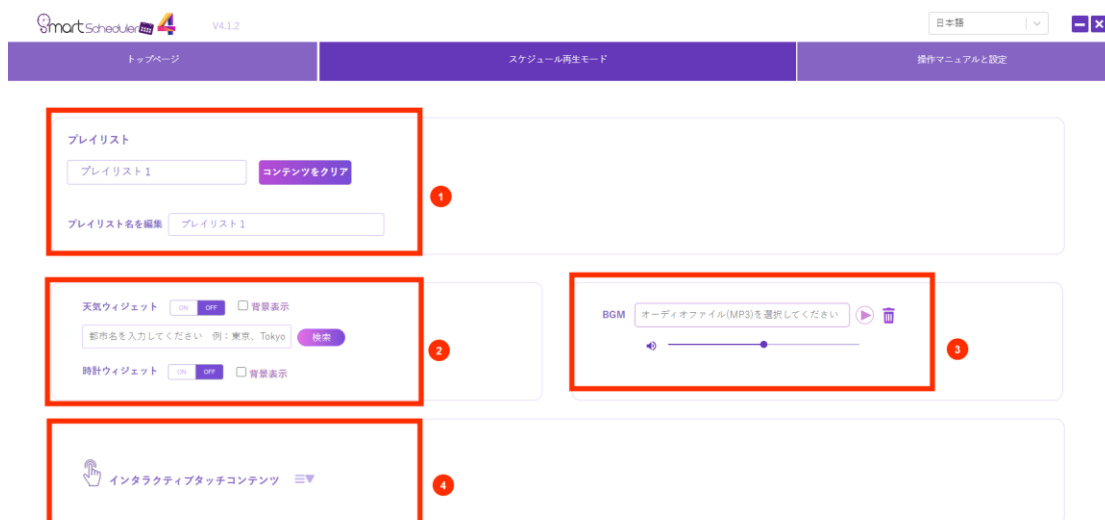 Smart Scheduler 4 V4.1.2 日本語
トップページ スケジュール再生モード 操作マニュアルと設定
プレイリスト
プレイリスト1 コンテンツをクリア
1
プレイリスト名を編集 プレイリスト1
天気ウィジェット ON OFF 背景表示
都市名を入力してください 例：東京、Tokyo 検索
2
時計ウィジェット ON OFF 背景表示
BGM オーディオファイル(MP3)を選択してください
3
インタラクティブタッチコンテンツ
4